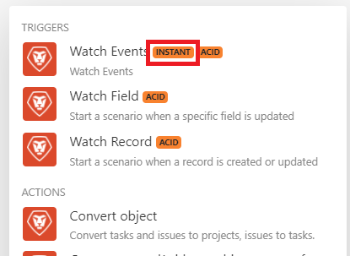 TRIGGERS
Watch Events INSTANT ACID
Watch Events
Watch Field ACID
Start a scenario when a specific field is updated
Watch Record ACID
Start a scenario when a record is created or updated
ACTIONS
Convert object
Convert tasks and issues to projects, issues to tasks.